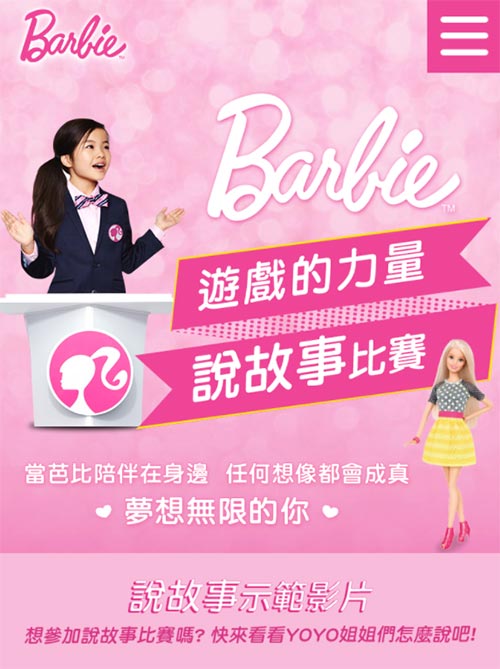 Barbie
Barbie TM
遊戲的力量
說故事比賽
當芭比陪伴在身邊 任何想像都會成真
夢想無限的你
說故事示範影片
想參加說故事比賽嗎? 快來看看YOYO姐姐們怎麼說吧!